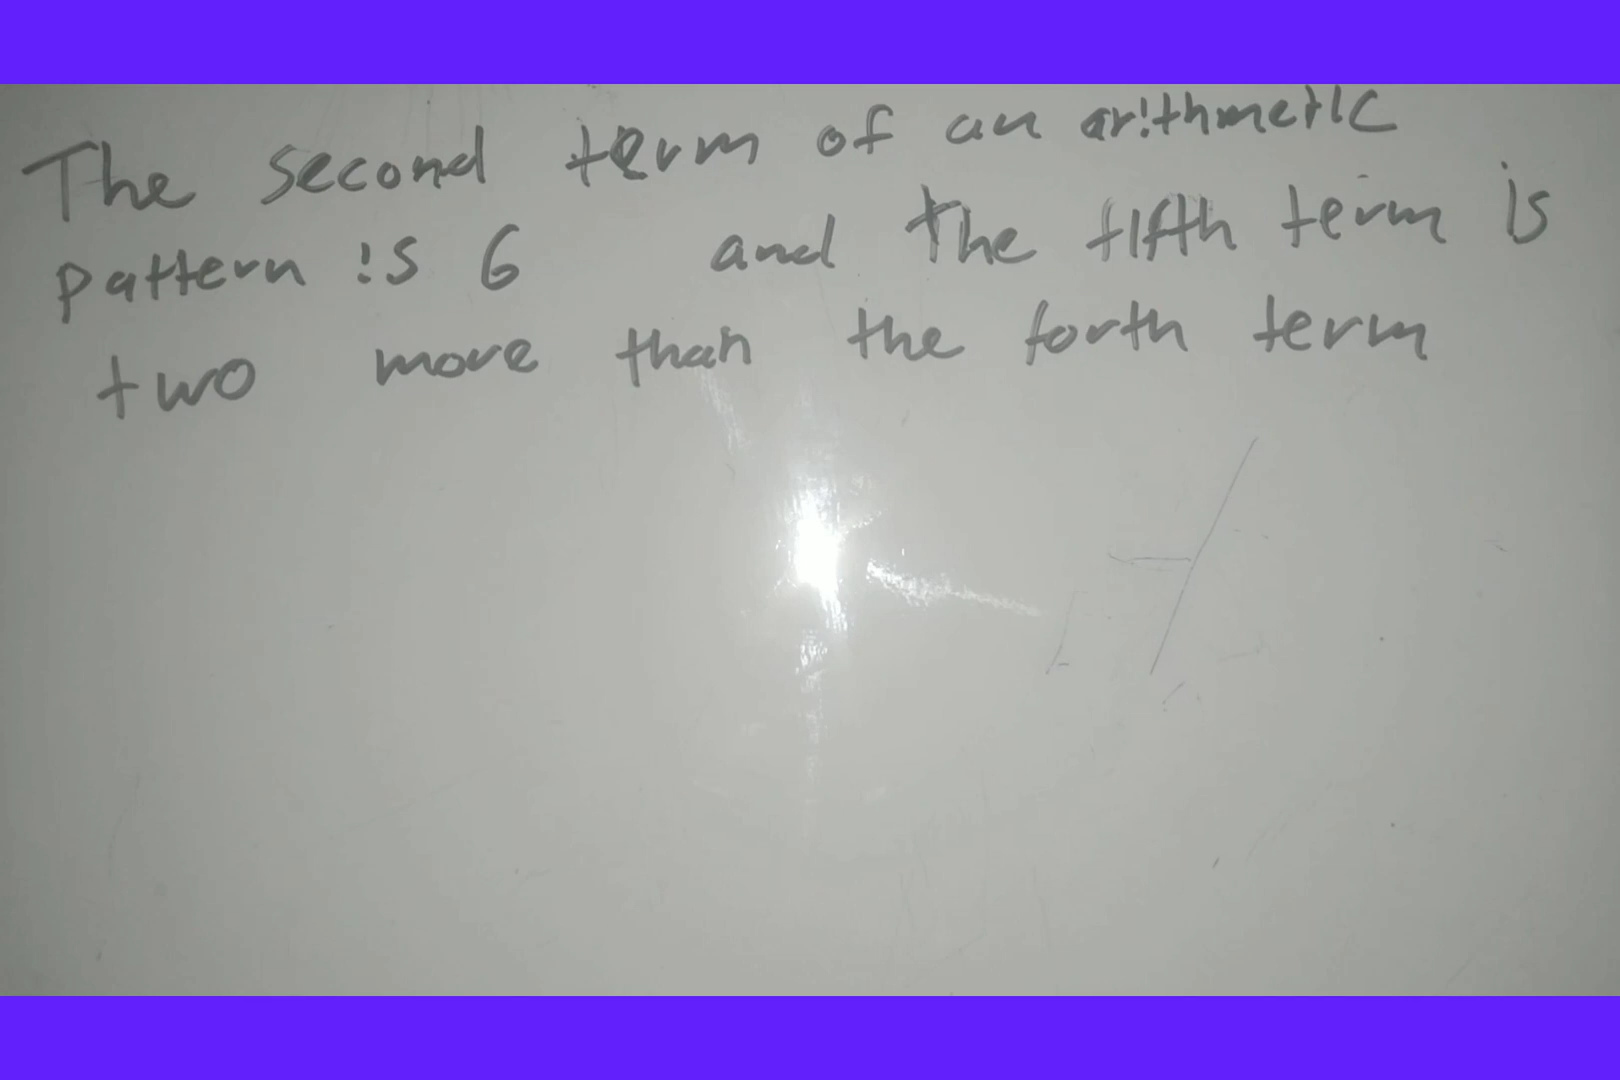 The second term of an arithmetic
pattern is 6 and the fifth term is
two more than the forth term